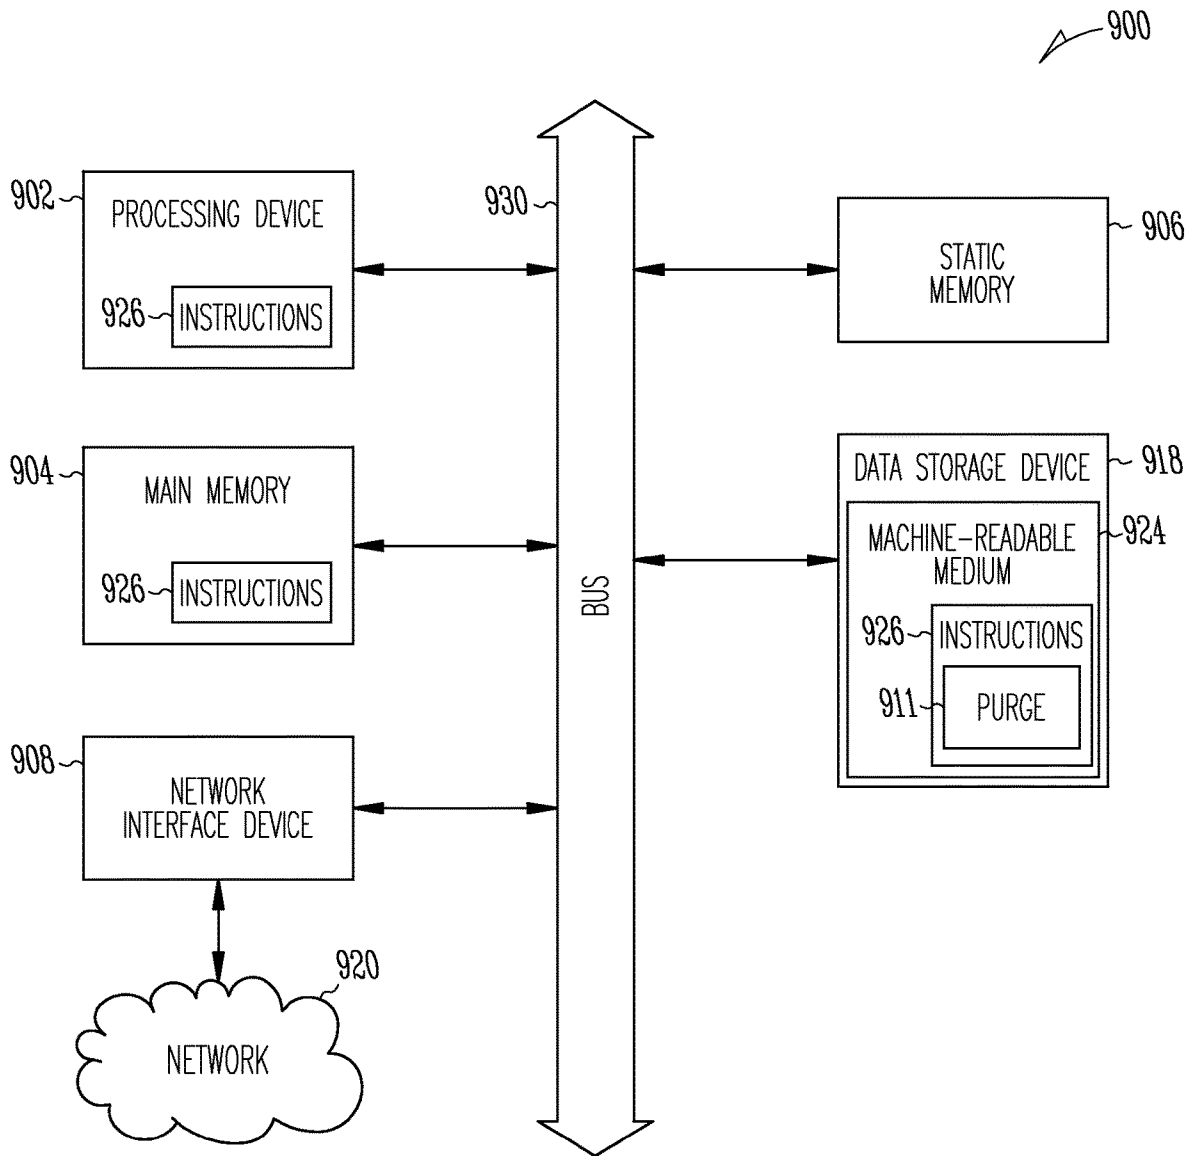 900
902
PROCESSING DEVICE
926
INSTRUCTIONS
930
906
STATIC
MEMORY
904
MAIN MEMORY
926
INSTRUCTIONS
BUS
DATA STORAGE DEVICE
918
MACHINE-READABLE
MEDIUM
924
926
INSTRUCTIONS
911
PURGE
908
NETWORK
INTERFACE DEVICE
920
NETWORK